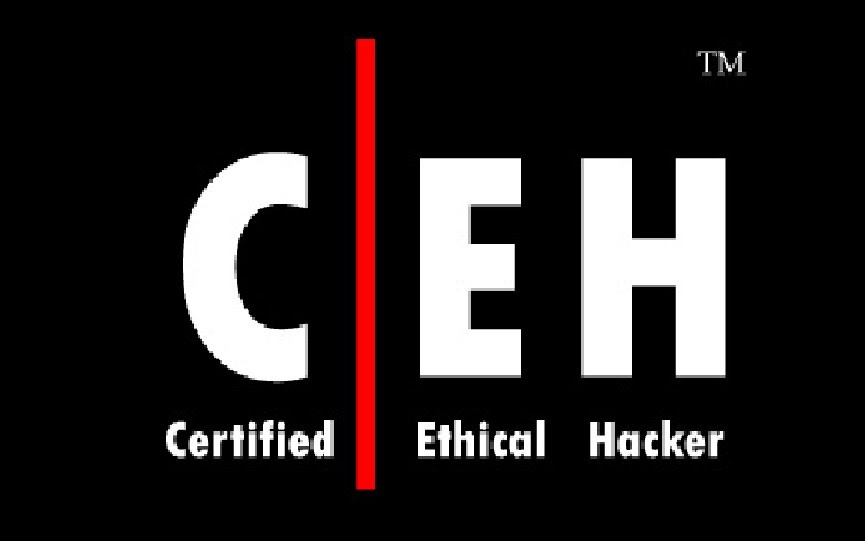 TM
C|EH
Certified Ethical Hacker